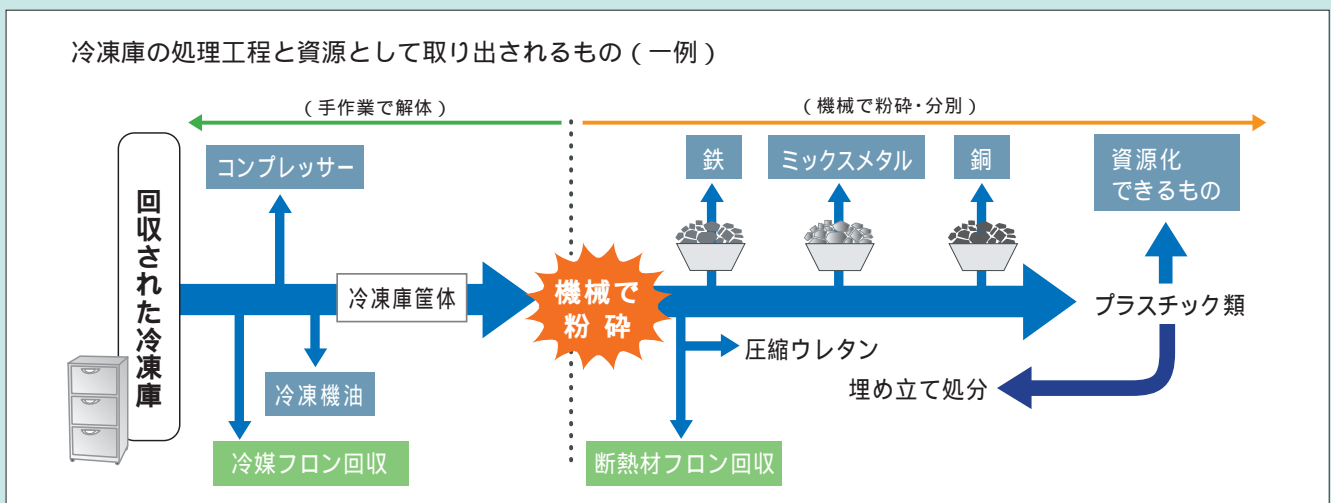 冷凍庫の処理工程と資源として取り出されるもの(一例)
(手作業で解体)
(機械で粉砕・分別)
回収された冷凍庫
コンプレッサー
冷凍庫筐体
冷凍機油
冷媒フロン回収
機械で
粉砕
鉄
ミックスメタル
銅
資源化
できるもの
プラスチック類
圧縮ウレタン
埋め立て処分
断熱材フロン回収